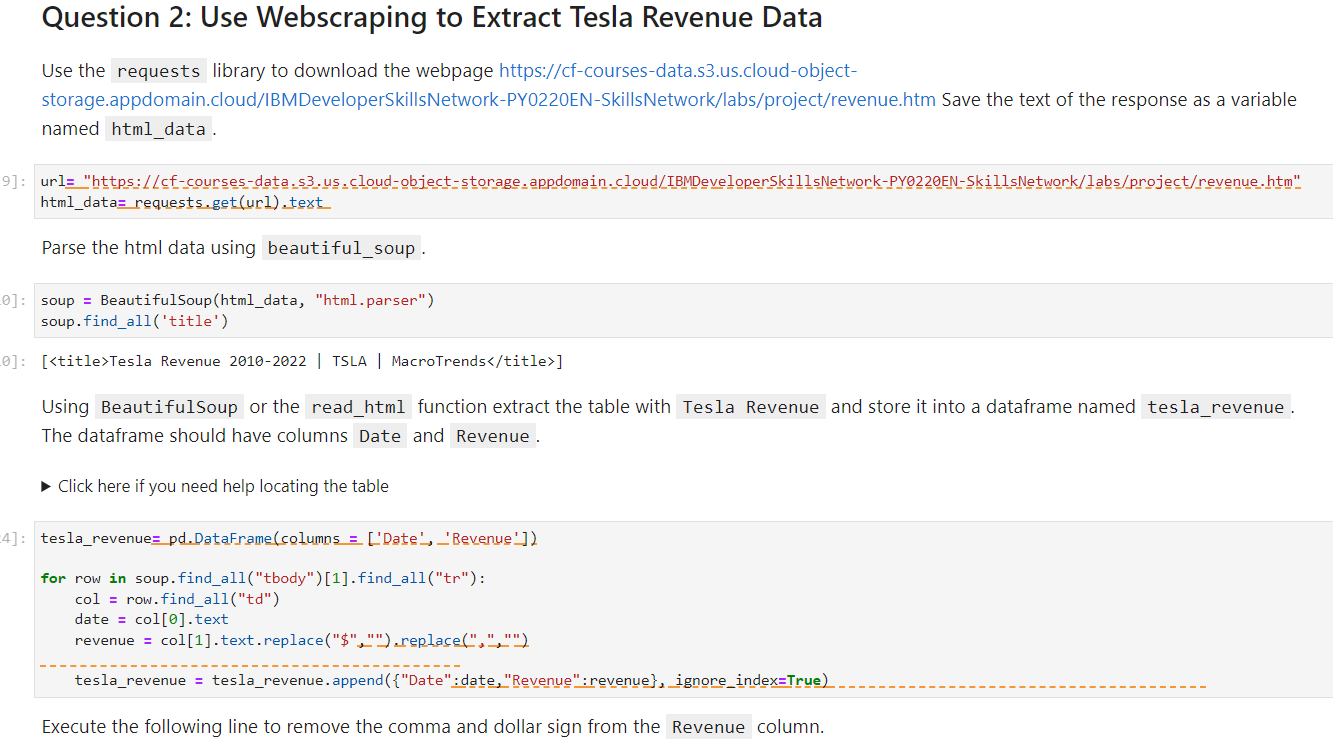 Question 2: Use Webscraping to Extract Tesla Revenue Data
Use the requests library to download the webpage https://cf-courses-data.s3.us.cloud-object-
storage.appdomain.cloud/IBMDeveloperSkillsNetwork-PY0220EN-SkillsNetwork/labs/project/revenue.htm Save the text of the response as a variable
named html_data.
9]: url= "https://cf-courses-data.s3.us.cloud-object-storage.appdomain.cloud/IBMDeveloperSkillsNetwork-PY0220EN-SkillsNetwork/labs/project/revenue.htm"
html_data= requests.get(url).text
Parse the html data using beautiful_soup.
0]: soup = BeautifulSoup(html_data, "html.parser")
soup.find_all('title')
0]: [<title>Tesla Revenue 2010-2022 | TSLA | MacroTrends</title>]
Using BeautifulSoup or the read_html function extract the table with Tesla Revenue and store it into a dataframe named tesla_revenue.
The dataframe should have columns Date and Revenue.
▶ Click here if you need help locating the table
4]: tesla_revenue= pd.DataFrame(columns = ['Date', 'Revenue'])
for row in soup.find_all("tbody")[1].find_all("tr"):
    col = row.find_all("td")
    date = col[0].text
    revenue = col[1].text.replace("$","").replace(",","")
    tesla_revenue = tesla_revenue.append({"Date":date,"Revenue":revenue}, ignore_index=True)
Execute the following line to remove the comma and dollar sign from the Revenue column.